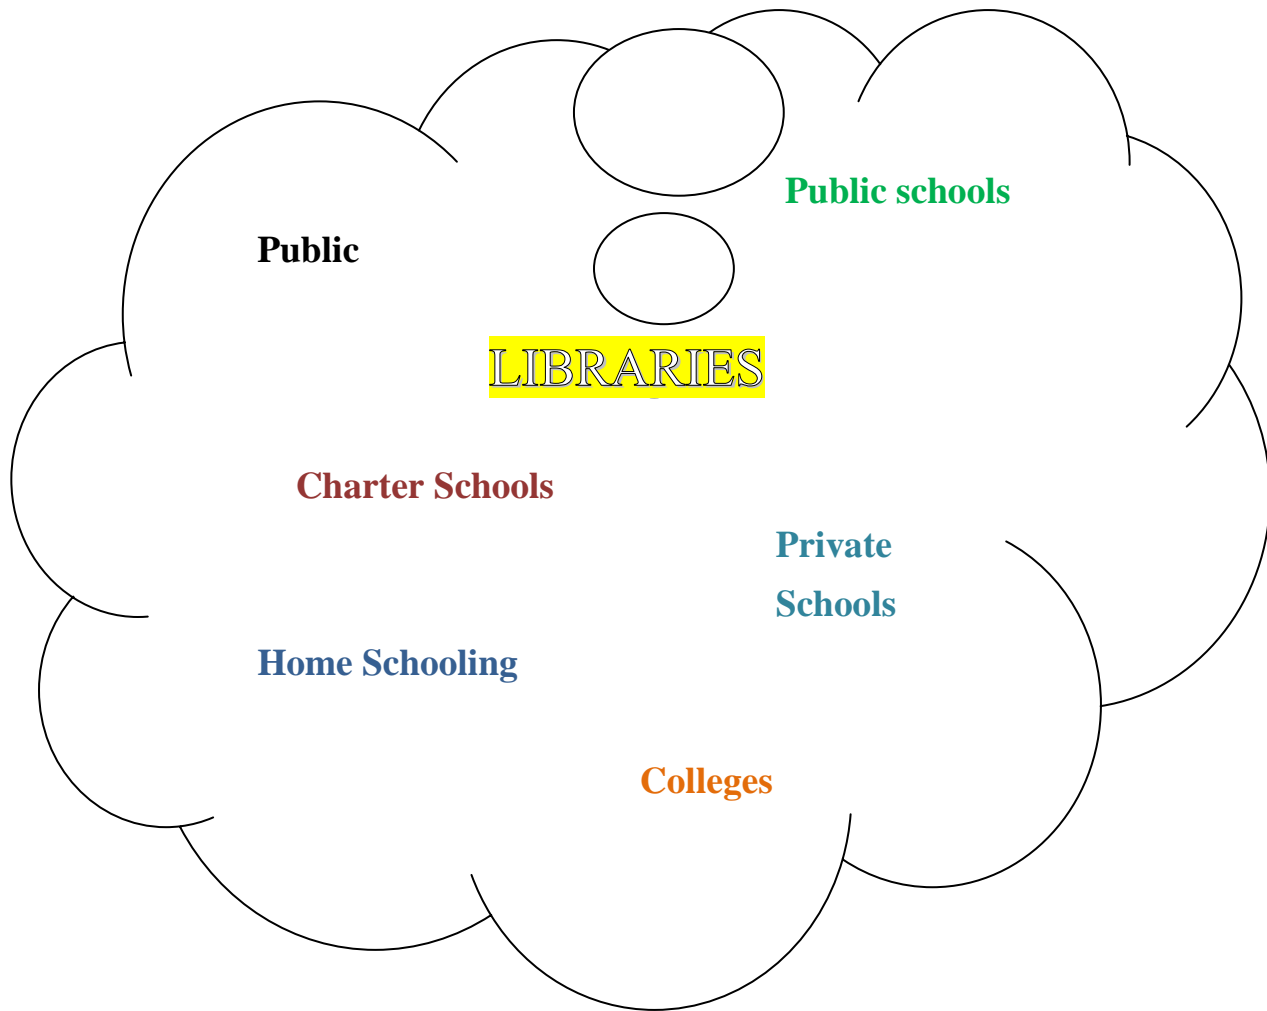 Public schools
Public
LIBRARIES
Charter Schools
Private
Schools
Home Schooling
Colleges